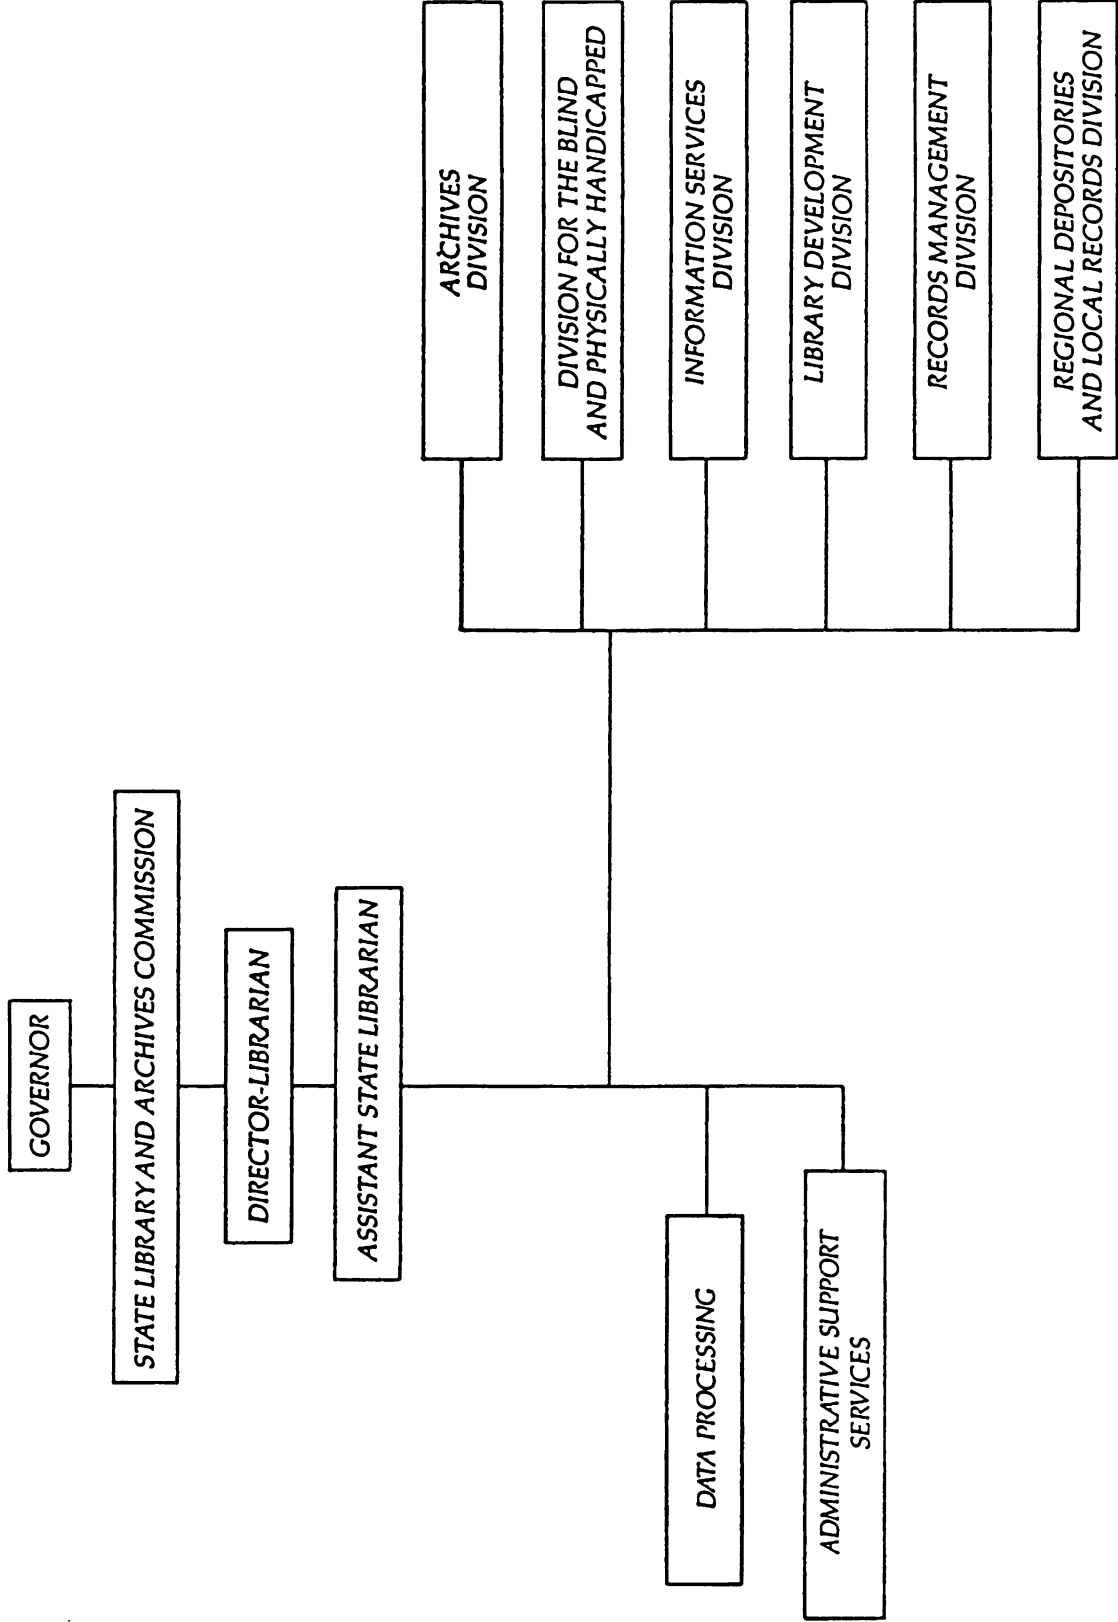 GOVERNOR
STATE LIBRARY AND ARCHIVES COMMISSION
DIRECTOR-LIBRARIAN
ASSISTANT STATE LIBRARIAN
DATA PROCESSING
ADMINISTRATIVE SUPPORT
SERVICES
ARCHIVES
DIVISION
DIVISION FOR THE BLIND
AND PHYSICALLY HANDICAPPED
INFORMATION SERVICES
DIVISION
LIBRARY DEVELOPMENT
DIVISION
RECORDS MANAGEMENT
DIVISION
REGIONAL DEPOSITORIES
AND LOCAL RECORDS DIVISION